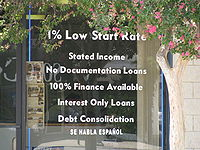 1% Low Start Rate
Stated Income
No Documentation Loans
100% Finance Available
Interest Only Loans
Debt Consolidation
SE HABLA ESPAÑOL